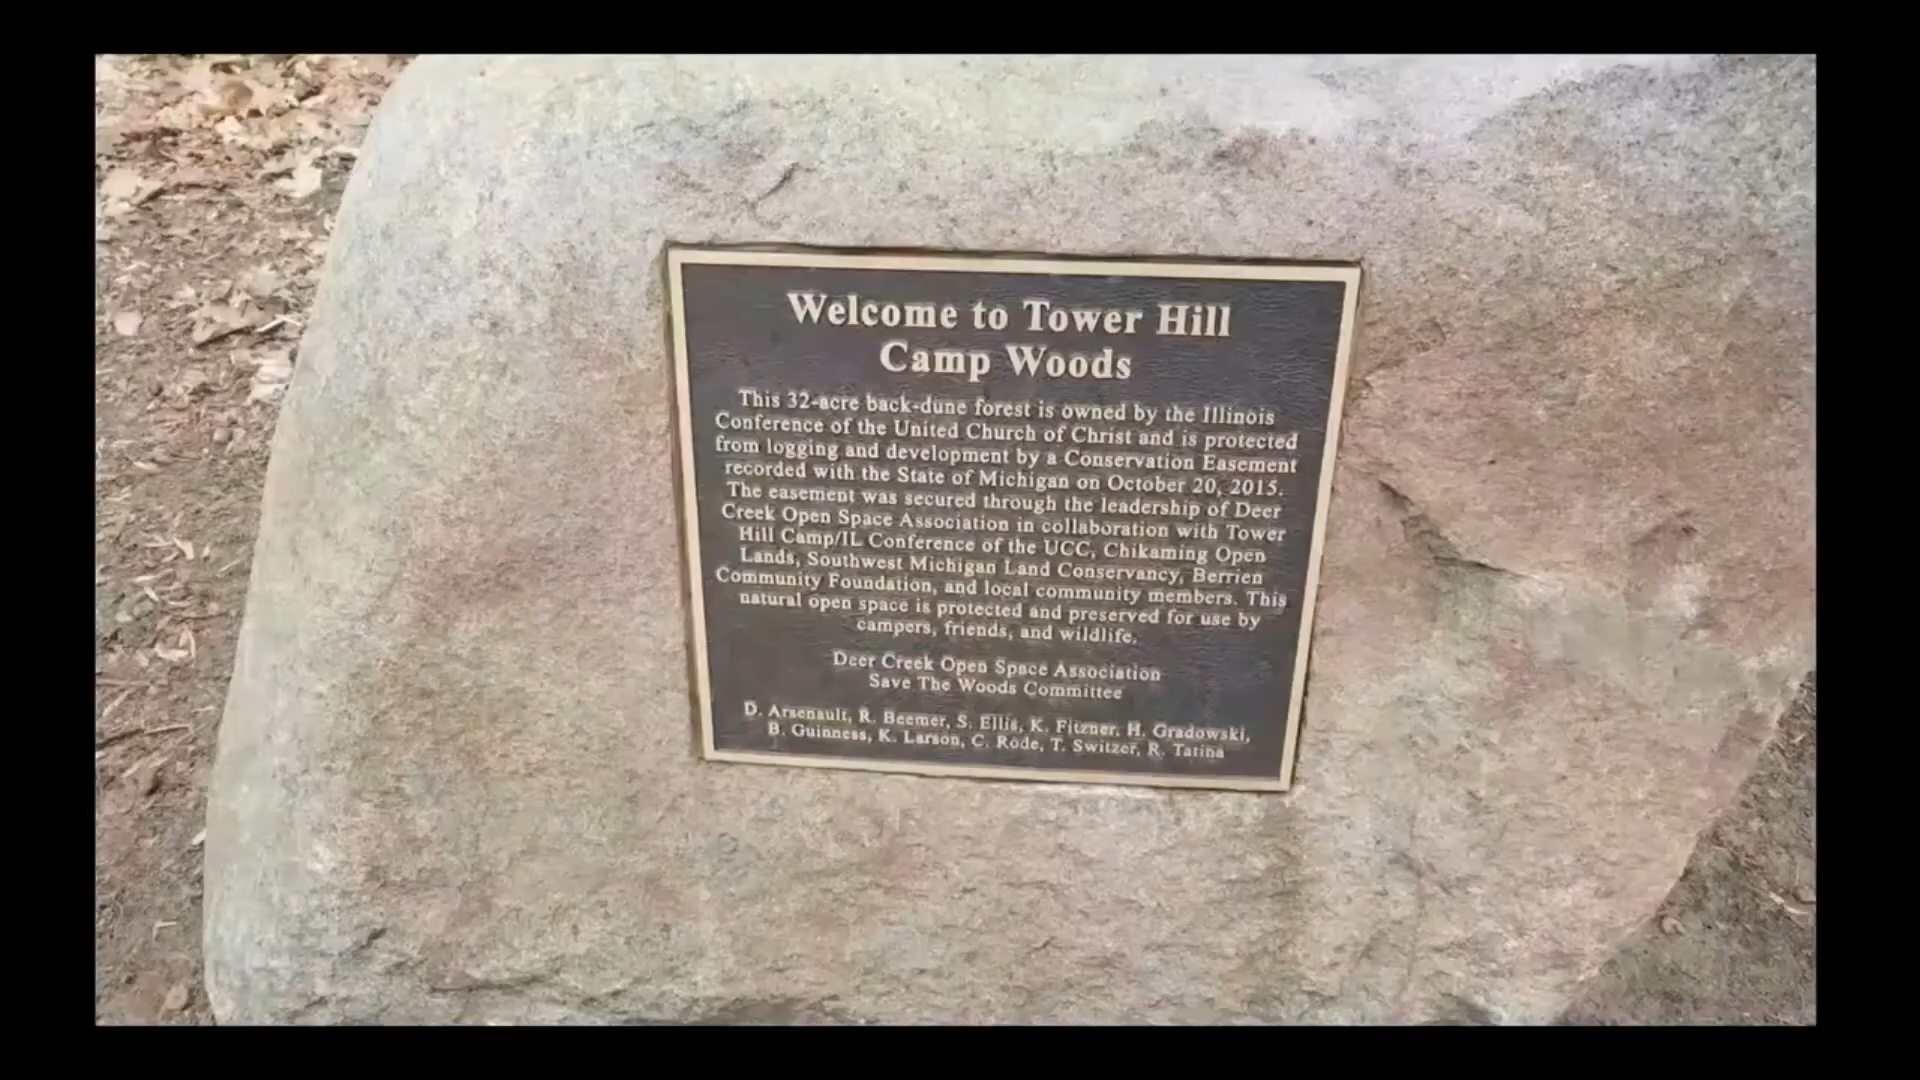 Welcome to Tower Hill
Camp Woods
This 32-acre back-dune forest is owned by the Illinois
Conference of the United Church of Christ and is protected
from logging and development by a Conservation Easement
recorded with the State of Michigan on October 20, 2015.
The easement was secured through the leadership of Deer
Creek Open Space Association in collaboration with Tower
Hill Camp/IL Conference of the UCC, Chikaming Open
Lands, Southwest Michigan Land Conservancy, Berrien
Community Foundation, and local community members. This
natural open space is protected and preserved for use by
campers, friends, and wildlife.
Deer Creek Open Space Association
Save The Woods Committee
D. Arsenault, R. Beemer, S. Ellis, K. Fitzner, H. Gradowski,
B. Guinness, K. Larson, C. Rode, T. Switzer, R. Tarina